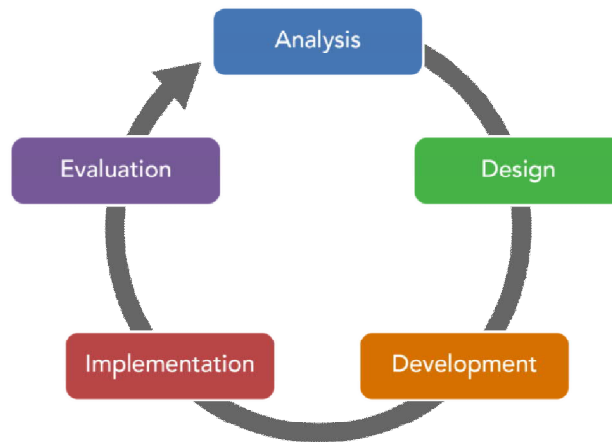 Analysis
Design
Development
Implementation
Evaluation